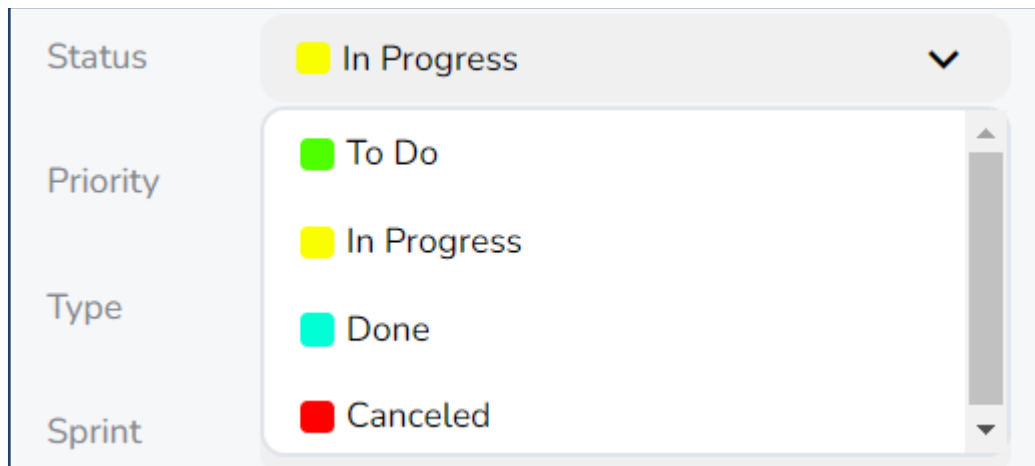 Status
In Progress
To Do
Priority
In Progress
Type
Done
Canceled
Sprint